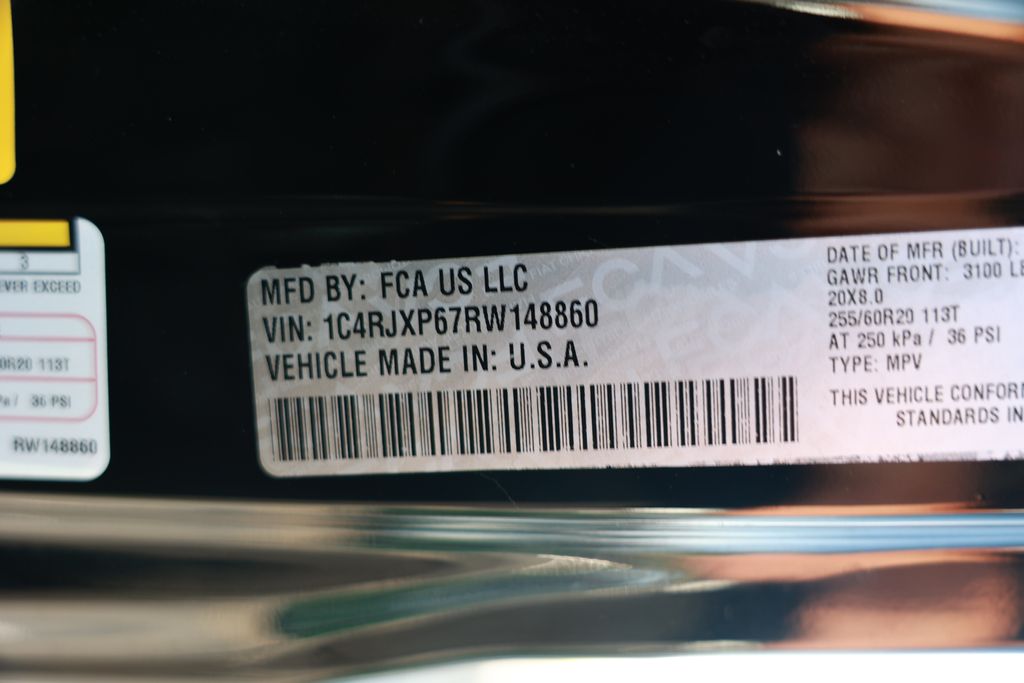 3
EVER EXCEED
0R20 113T
Pa / 36 PSI
RW148860
MFD BY: FCA US LLC
VIN: 1C4RJXP67RW148860
VEHICLE MADE IN: U.S.A.
DATE OF MFR (BUILT):
GAWR FRONT: 3100 LB
20X8.0
255/60R20 113T
AT 250 kPa / 36 PSI
TYPE: MPV
THIS VEHICLE CONFOR
STANDARDS IN